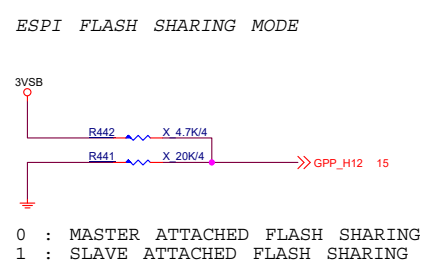 ESPI FLASH SHARING MODE
3VSB
R442 X_4.7K/4
R441 X_20K/4
GPP_H12 15
0 : MASTER ATTACHED FLASH SHARING
1 : SLAVE ATTACHED FLASH SHARING